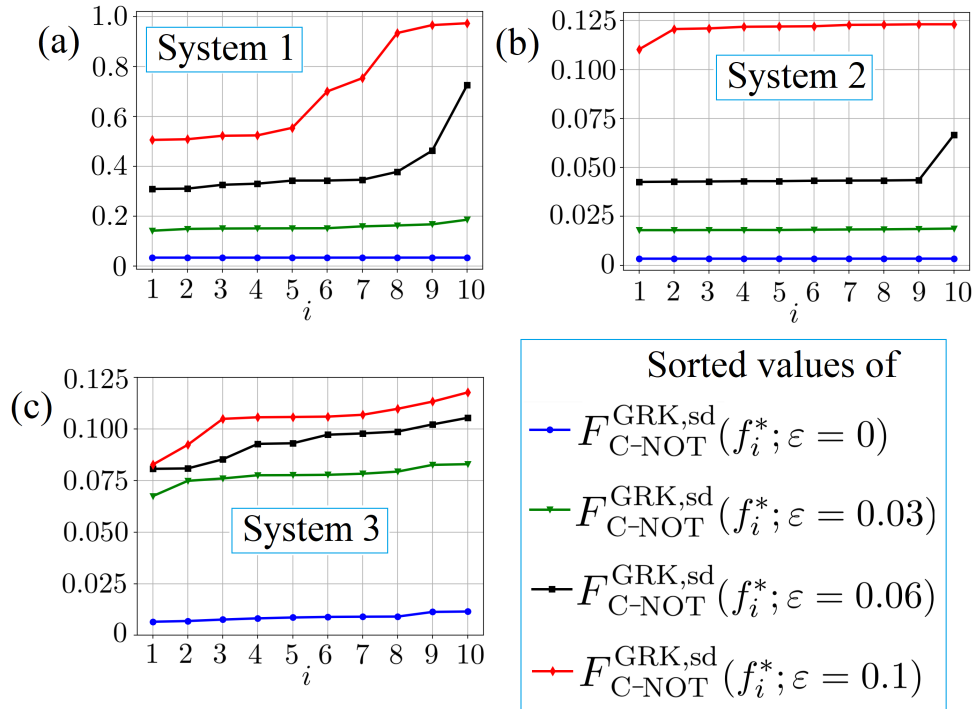 (a)
System 1
1.0
0.8
0.6
0.4
0.2
0
1 2 3 4 5 6 7 8 9 10
i
(b)
System 2
0.125
0.100
0.075
0.050
0.025
0
1 2 3 4 5 6 7 8 9 10
i
(c)
System 3
0.125
0.100
0.075
0.050
0.025
0
1 2 3 4 5 6 7 8 9 10
i
Sorted values of
F_{C-NOT}^{GRK,sd}(f_i^*; ε = 0)
F_{C-NOT}^{GRK,sd}(f_i^*; ε = 0.03)
F_{C-NOT}^{GRK,sd}(f_i^*; ε = 0.06)
F_{C-NOT}^{GRK,sd}(f_i^*; ε = 0.1)